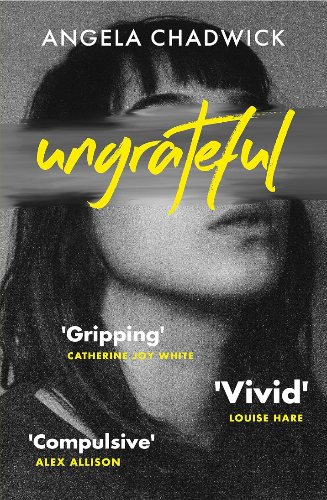 ANGELA CHADWICK
ungrateful
'Gripping'
CATHERINE JOY WHITE
'Vivid'
LOUISE HARE
'Compulsive'
ALEX ALLISON